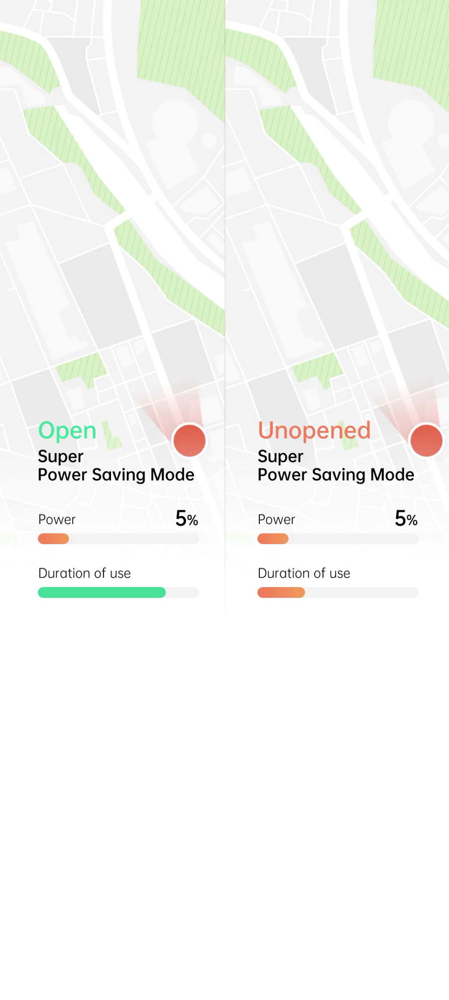 Open
Super
Power Saving Mode
Power 5%
Duration of use
Unopened
Super
Power Saving Mode
Power 5%
Duration of use